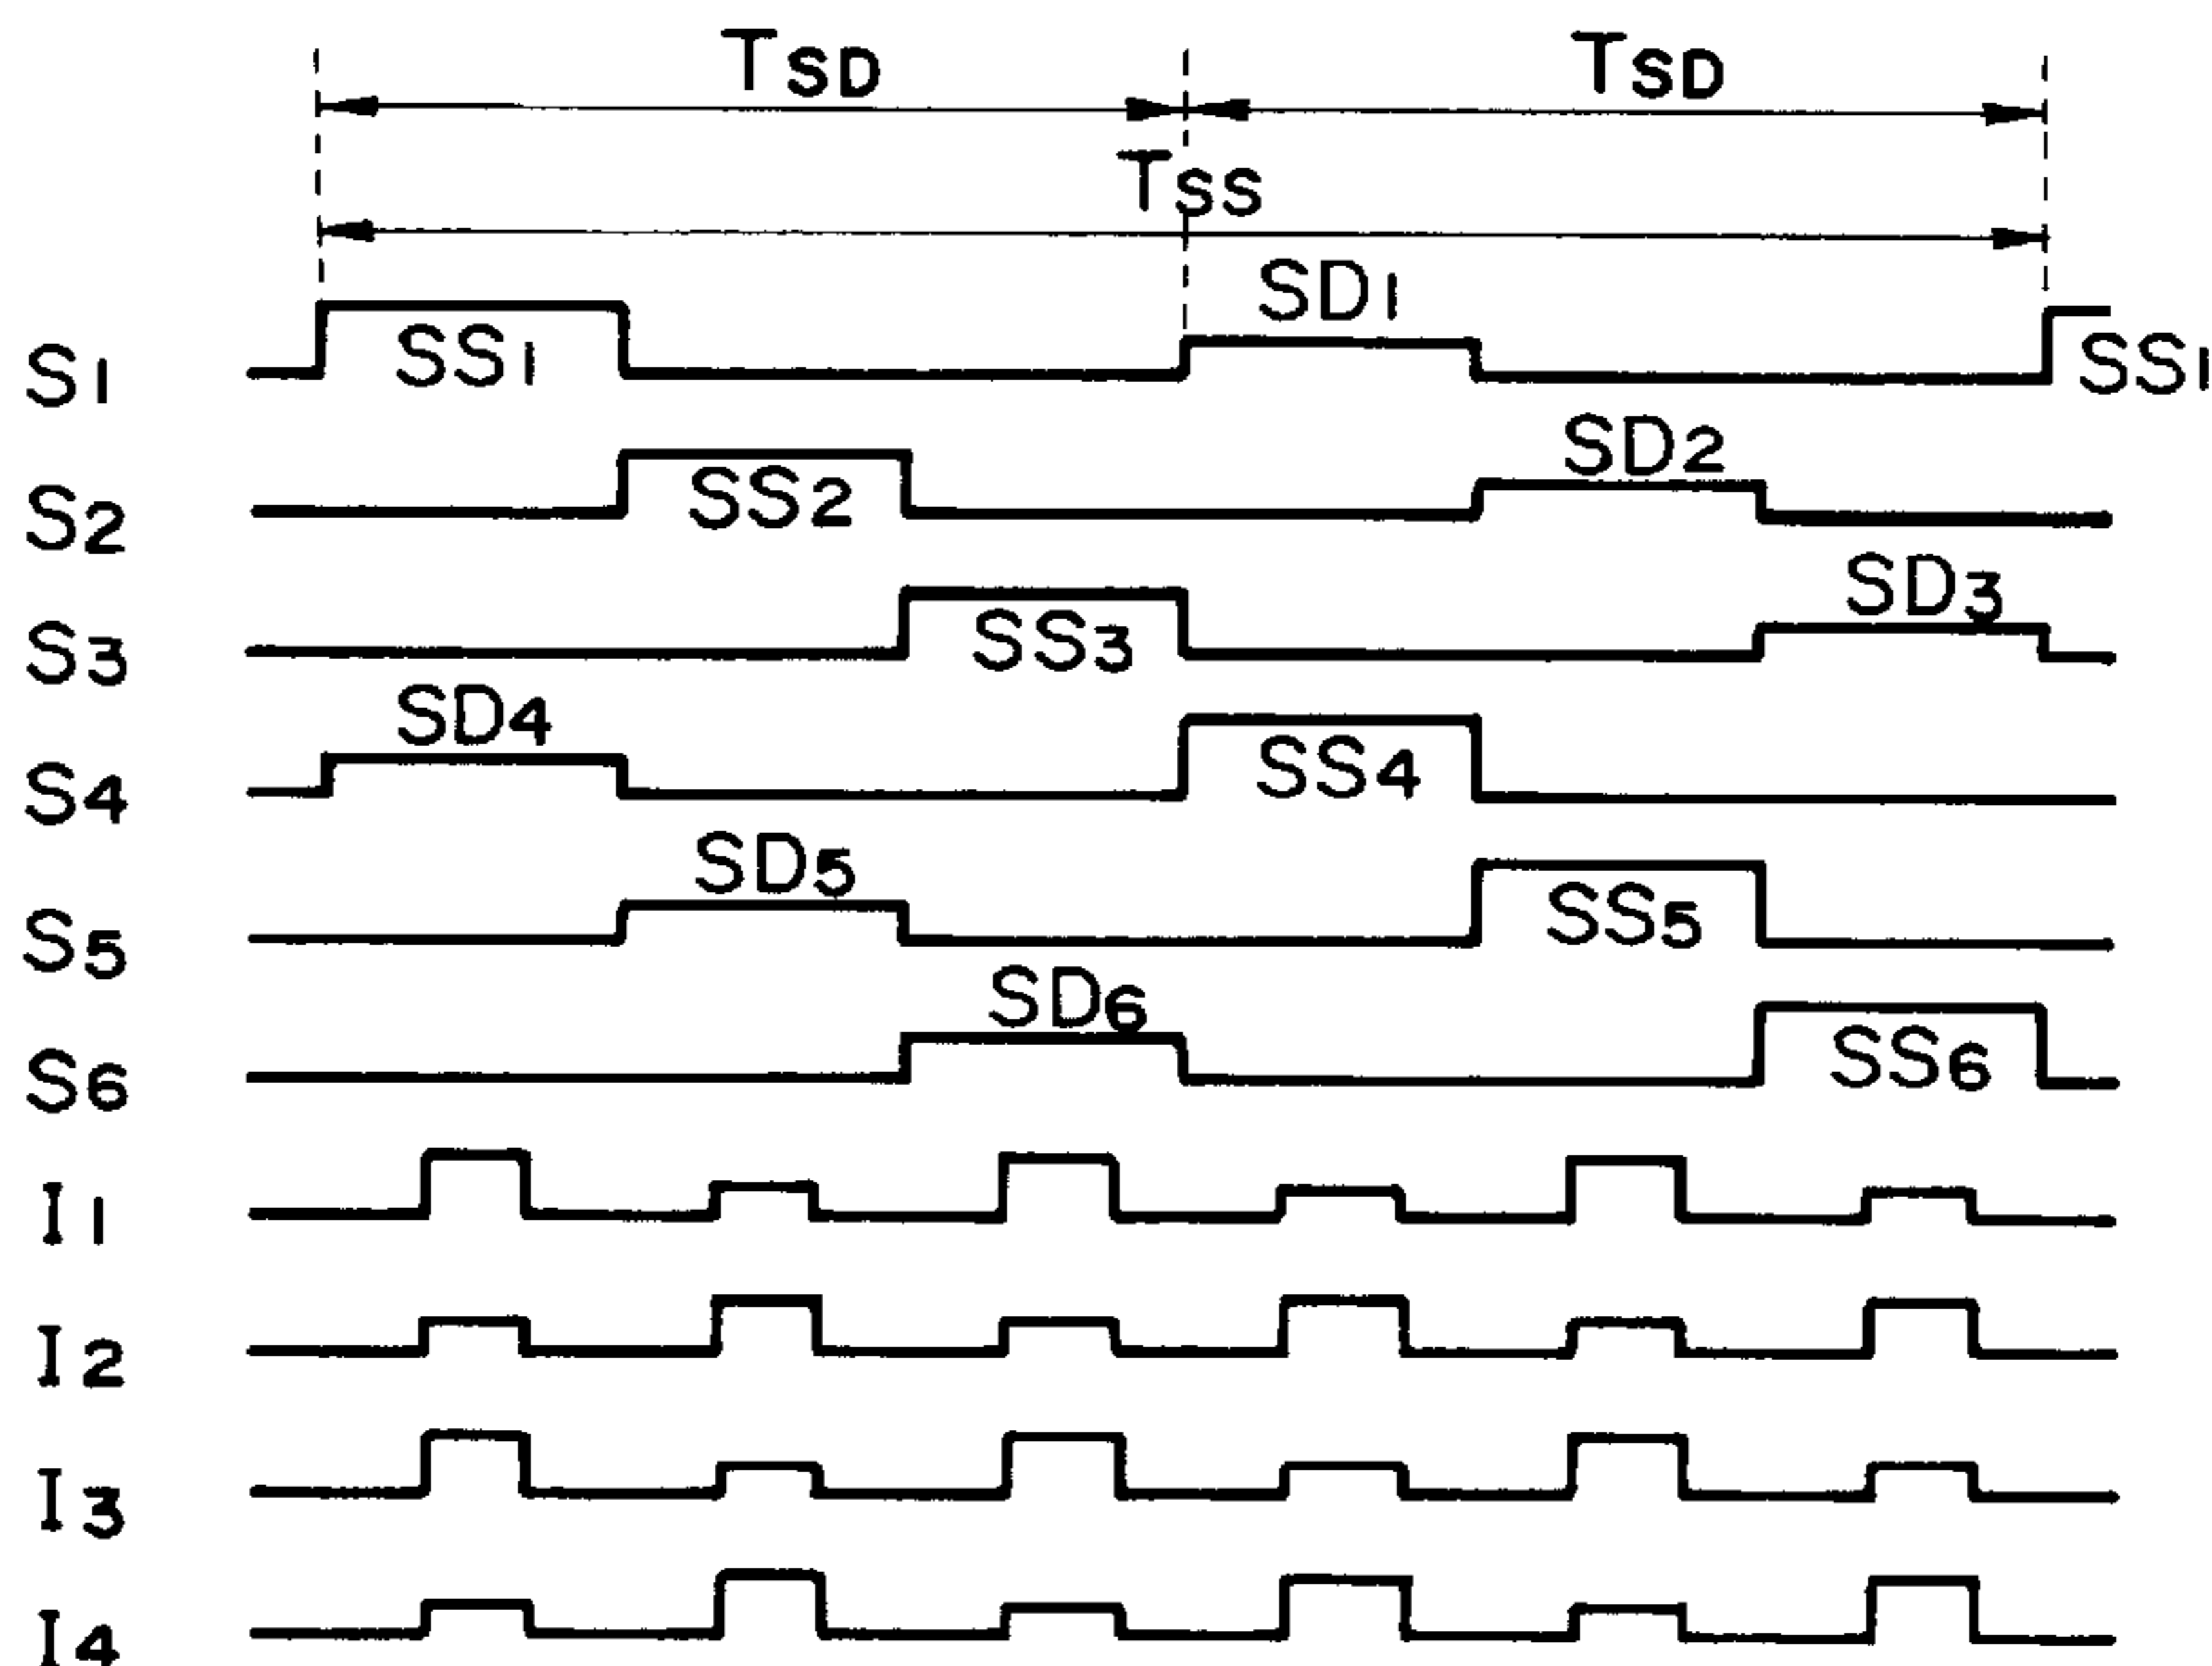 TSD TSD
TSS
S1 SS1 SD1 SS1
S2 SS2 SD2
S3 SS3 SD3
S4 SD4 SS4
S5 SD5 SS5
S6 SD6 SS6
I1
I2
I3
I4